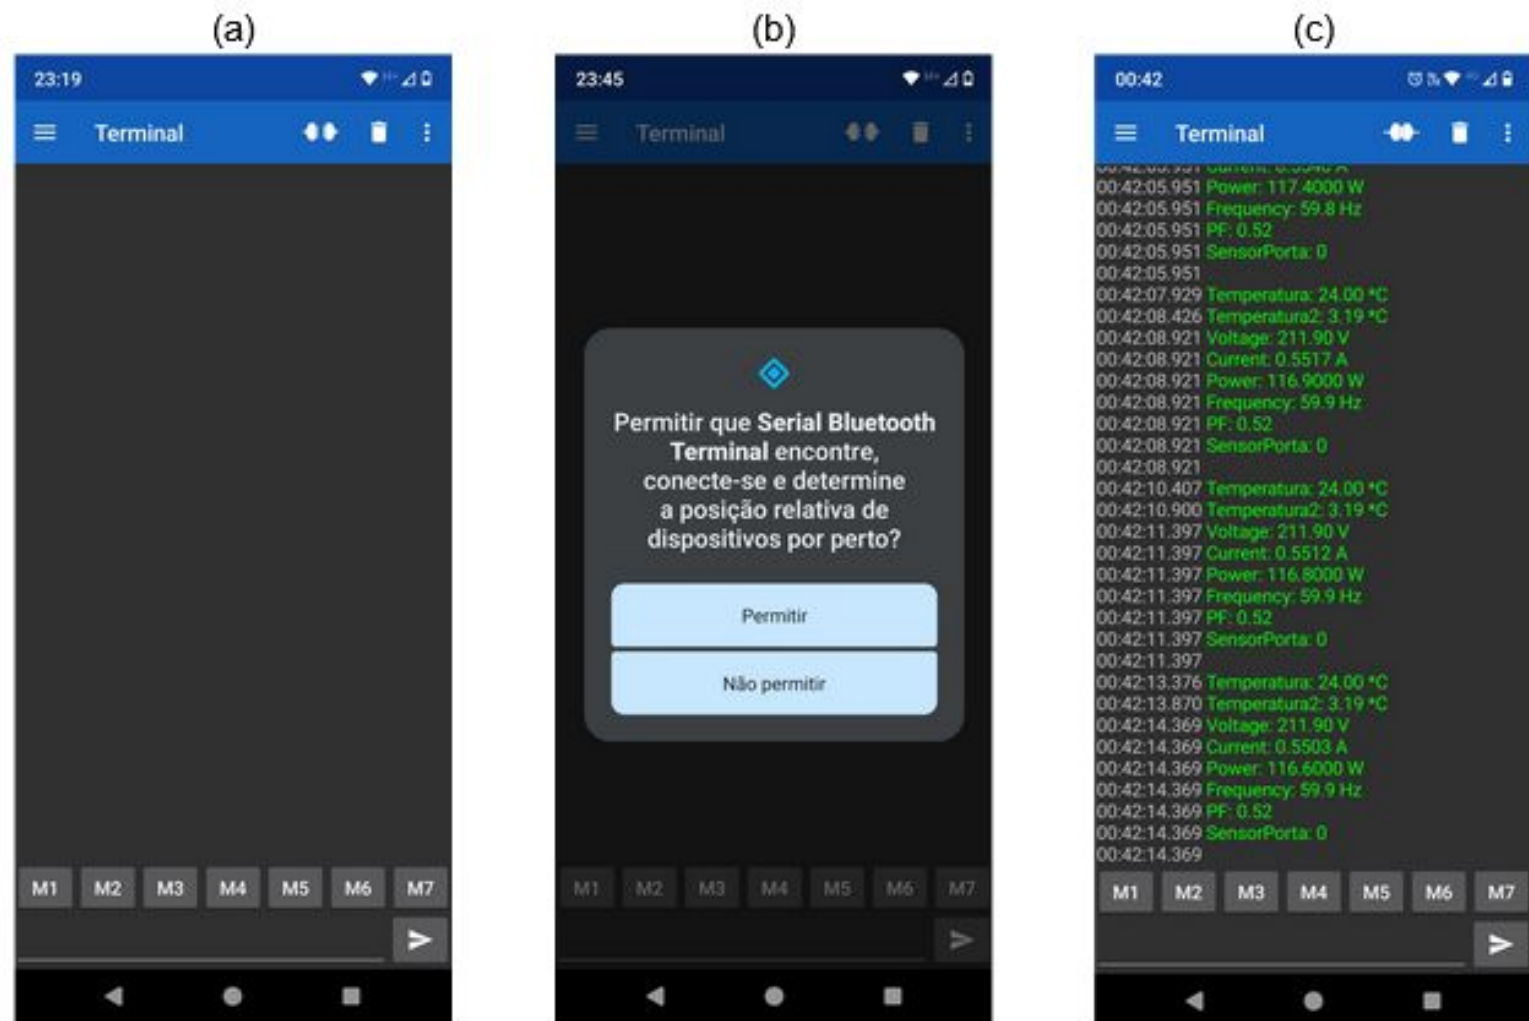 (a)
23:19
Terminal
M1 M2 M3 M4 M5 M6 M7
(b)
23:45
Terminal
Permitir que Serial Bluetooth
Terminal encontre,
conecte-se e determine
a posição relativa de
dispositivos por perto?
Permitir
Não permitir
M1 M2 M3 M4 M5 M6 M7
(c)
00:42
Terminal
00:42:05.951 Current: 0.5540 A
00:42:05.951 Power: 117.4000 W
00:42:05.951 Frequency: 59.8 Hz
00:42:05.951 PF: 0.52
00:42:05.951 SensorPorta: 0
00:42:05.951
00:42:07.929 Temperatura: 24.00 *C
00:42:08.426 Temperatura2: 3.19 *C
00:42:08.921 Voltage: 211.90 V
00:42:08.921 Current: 0.5517 A
00:42:08.921 Power: 116.9000 W
00:42:08.921 Frequency: 59.9 Hz
00:42:08.921 PF: 0.52
00:42:08.921 SensorPorta: 0
00:42:08.921
00:42:10.407 Temperatura: 24.00 *C
00:42:10.900 Temperatura2: 3.19 *C
00:42:11.397 Voltage: 211.90 V
00:42:11.397 Current: 0.5512 A
00:42:11.397 Power: 116.8000 W
00:42:11.397 Frequency: 59.9 Hz
00:42:11.397 PF: 0.52
00:42:11.397 SensorPorta: 0
00:42:11.397
00:42:13.376 Temperatura: 24.00 *C
00:42:13.870 Temperatura2: 3.19 *C
00:42:14.369 Voltage: 211.90 V
00:42:14.369 Current: 0.5503 A
00:42:14.369 Power: 116.6000 W
00:42:14.369 Frequency: 59.9 Hz
00:42:14.369 PF: 0.52
00:42:14.369 SensorPorta: 0
00:42:14.369
M1 M2 M3 M4 M5 M6 M7